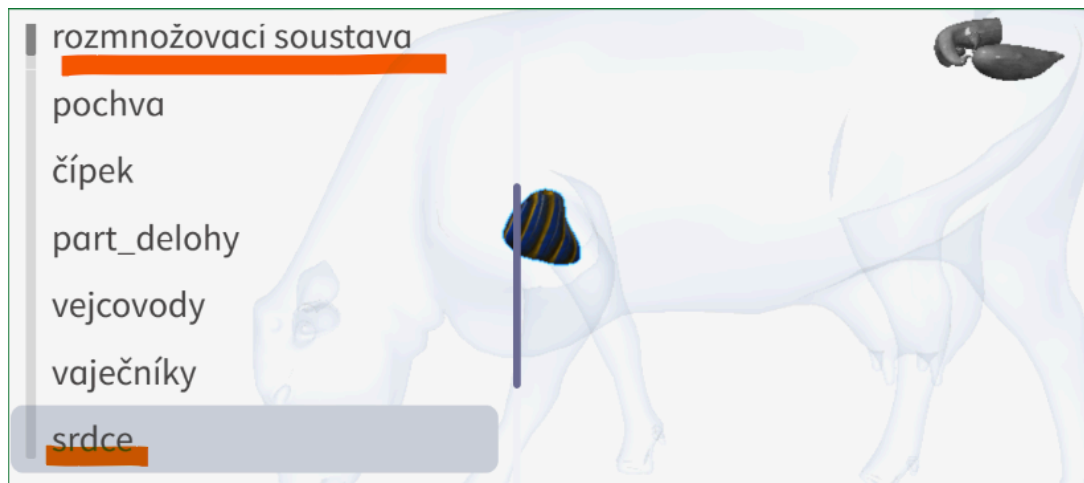 rozmnožovací soustava
pochva
čípek
part_delohy
vejcovody
vaječníky
srdce